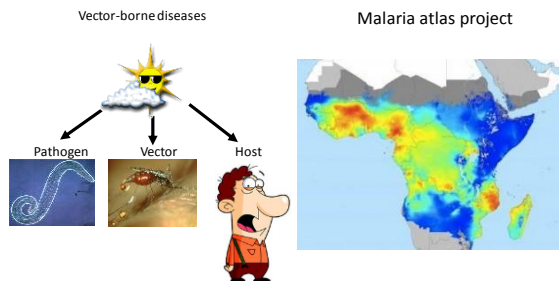 Vector-borne diseases
Malaria atlas project
Pathogen
Vector
Host